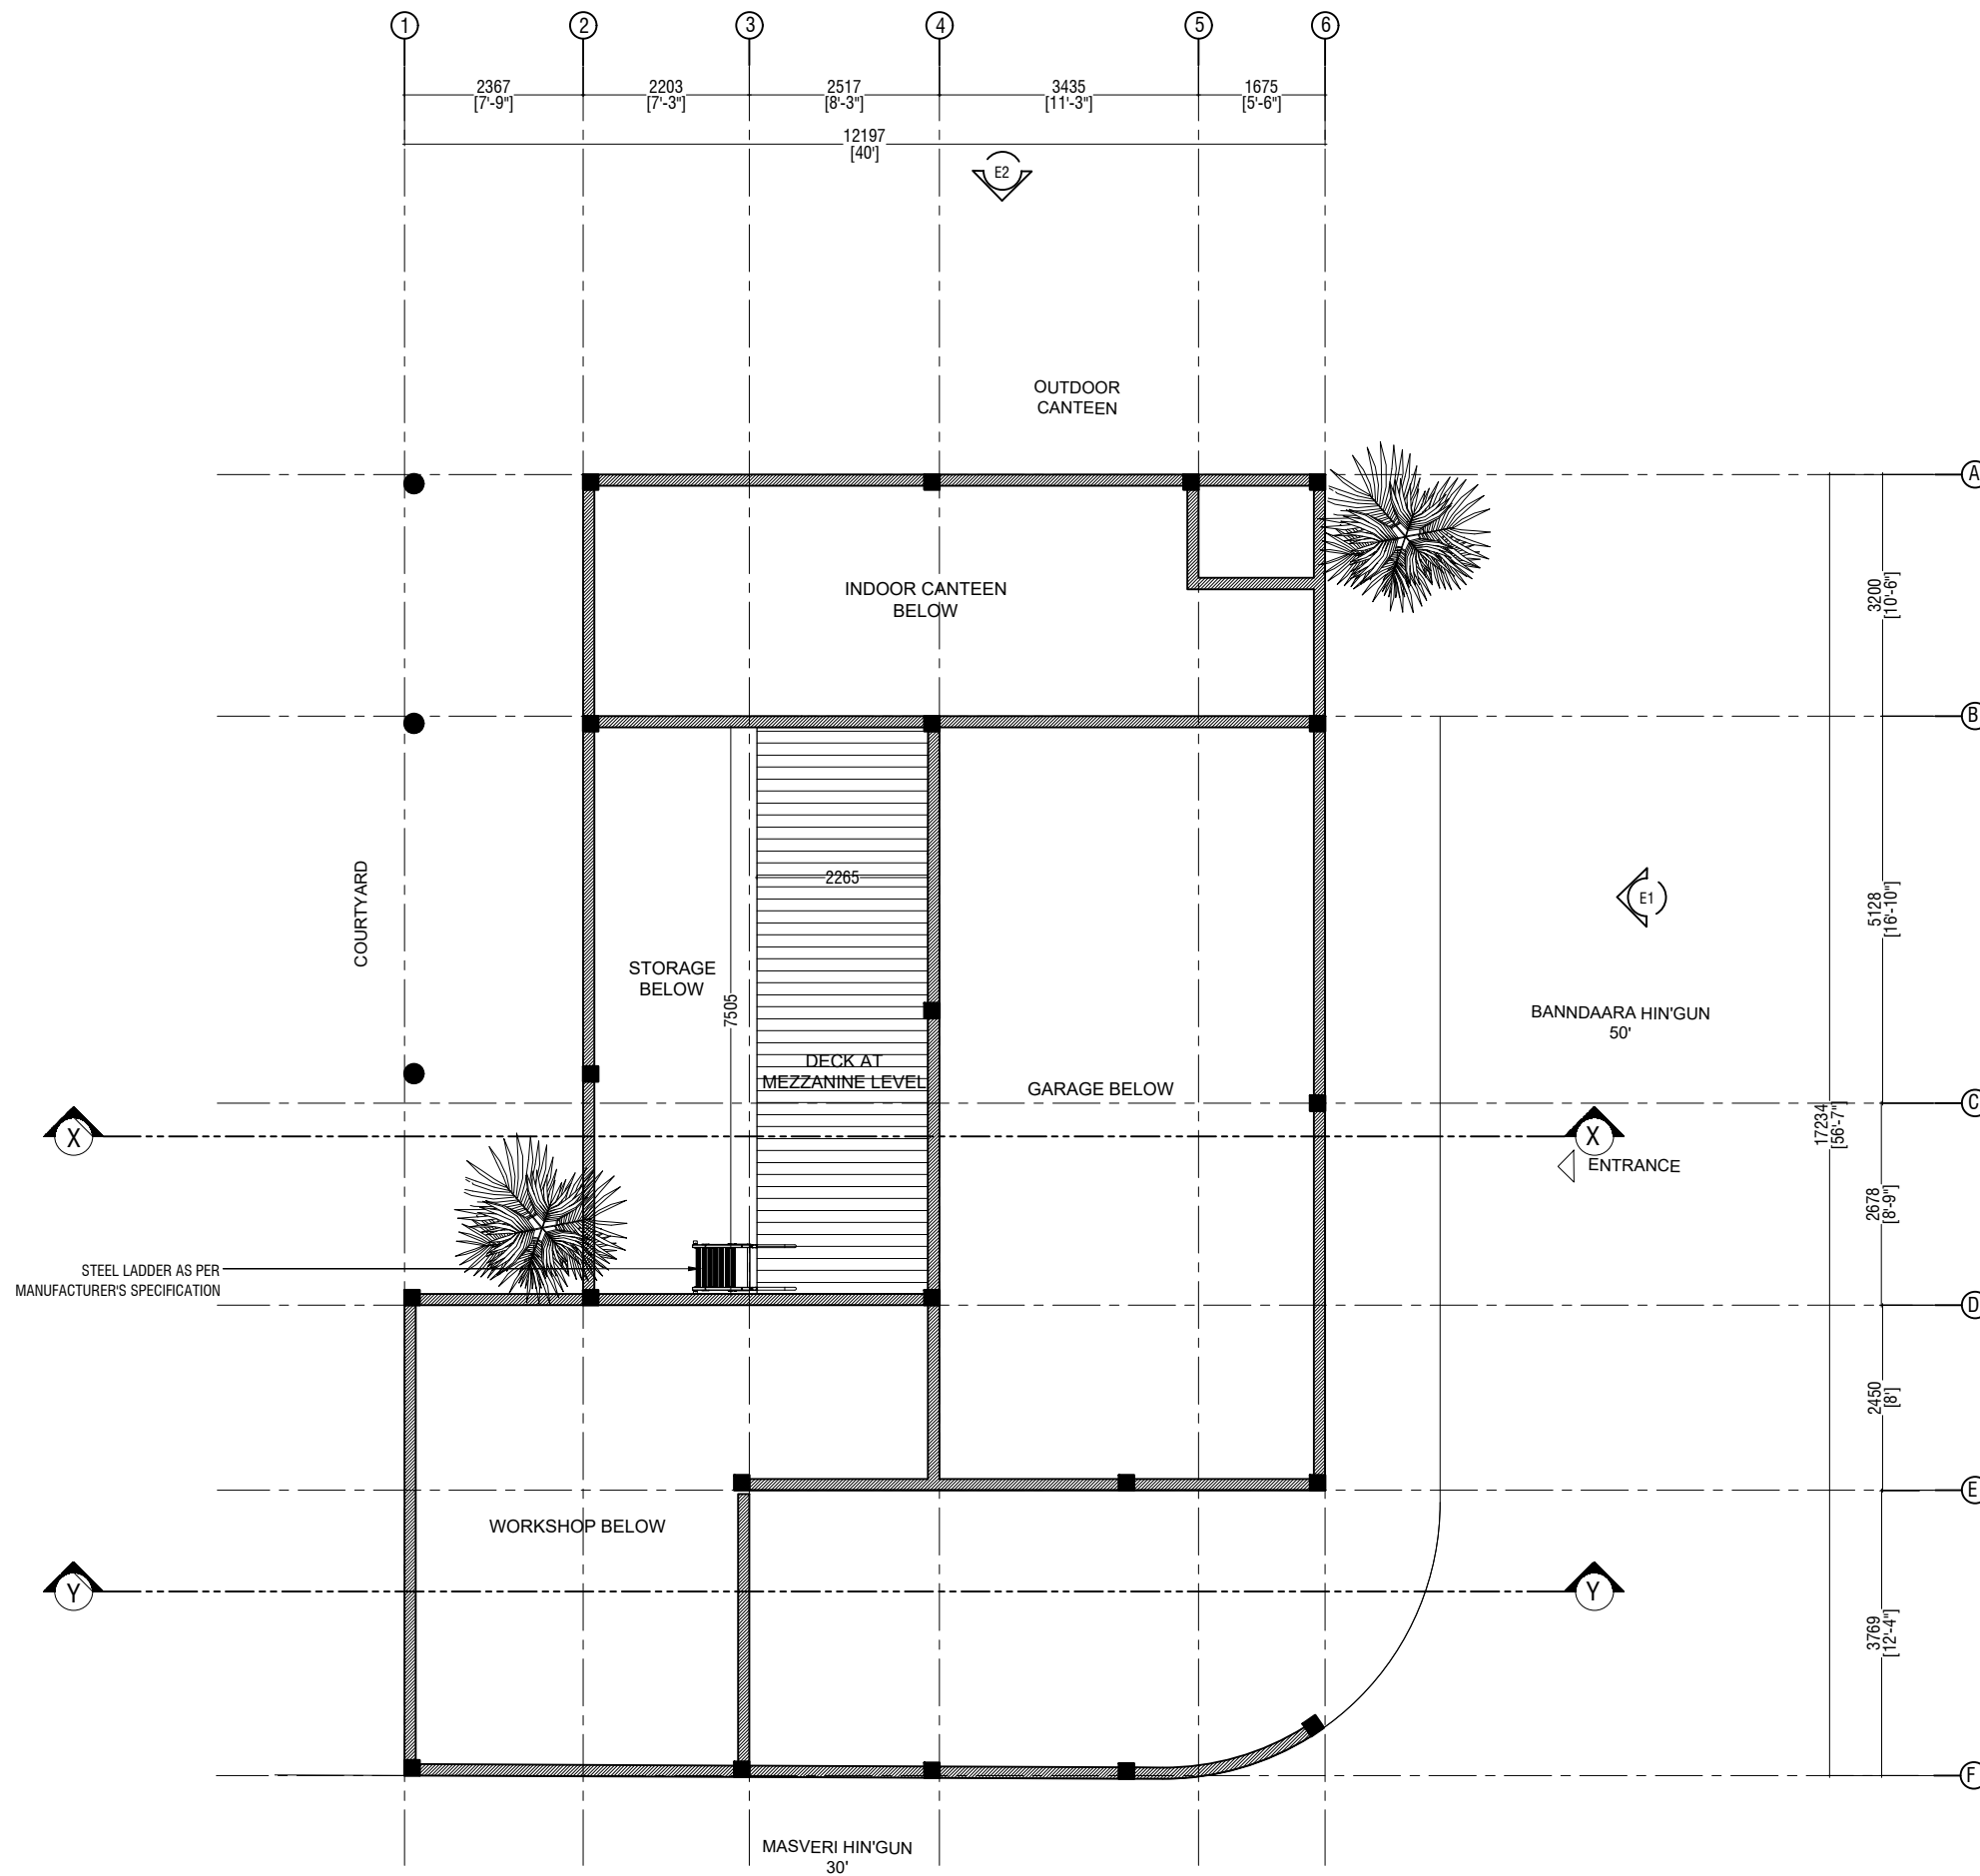 1
2
3
4
5
6
2367
[7'-9"]
2203
[7'-3"]
2517
[8'-3"]
3435
[11'-3"]
1675
[5'-6"]
12197
[40']
E2
OUTDOOR
CANTEEN
A
INDOOR CANTEEN
BELOW
3200
[10'-6"]
B
COURTYARD
2265
E1
5128
[16'-10"]
STORAGE
BELOW
7505
BANNDAARA HIN'GUN
50'
DECK AT
MEZZANINE LEVEL
GARAGE BELOW
C
17234
[56'-7"]
X
X
ENTRANCE
2678
[8'-9"]
STEEL LADDER AS PER
MANUFACTURER'S SPECIFICATION
D
2450
[8']
E
WORKSHOP BELOW
Y
Y
3769
[12'-4"]
F
MASVERI HIN'GUN
30'